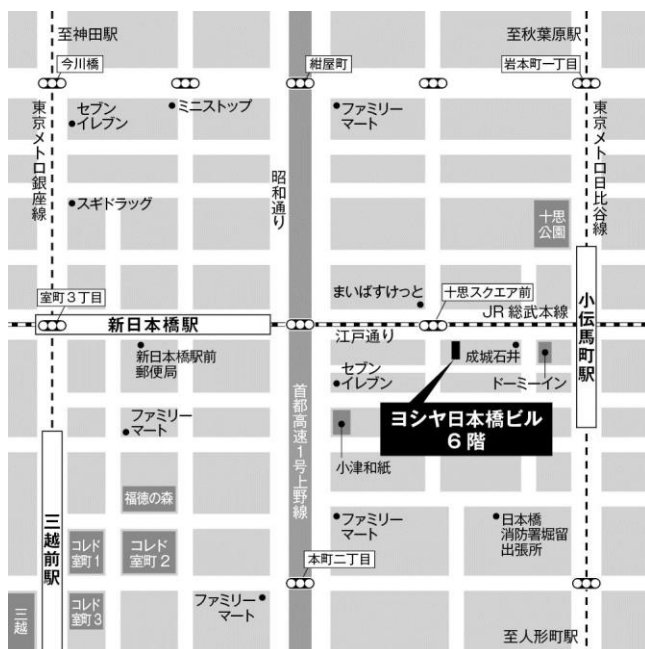 至神田駅
至秋葉原駅
今川橋
紺屋町
岩本町一丁目
東京メトロ銀座線
セブン
イレブン
ミニストップ
ファミリー
マート
東京メトロ日比谷線
昭和通り
スギドラッグ
十思
公園
まいばすけっと
十思スクエア前
室町3丁目
JR 総武本線
新日本橋駅
江戸通り
小伝馬町駅
新日本橋駅前
郵便局
セブン
イレブン
成城石井
ドーミーイン
首都高速1号上野線
ヨシヤ日本橋ビル
6階
ファミリー
マート
小津和紙
福徳の森
三越前駅
コレド
室町1
コレド
室町2
ファミリー
マート
日本橋
消防署堀留
出張所
本町二丁目
三越
コレド
室町3
ファミリー
マート
至人形町駅